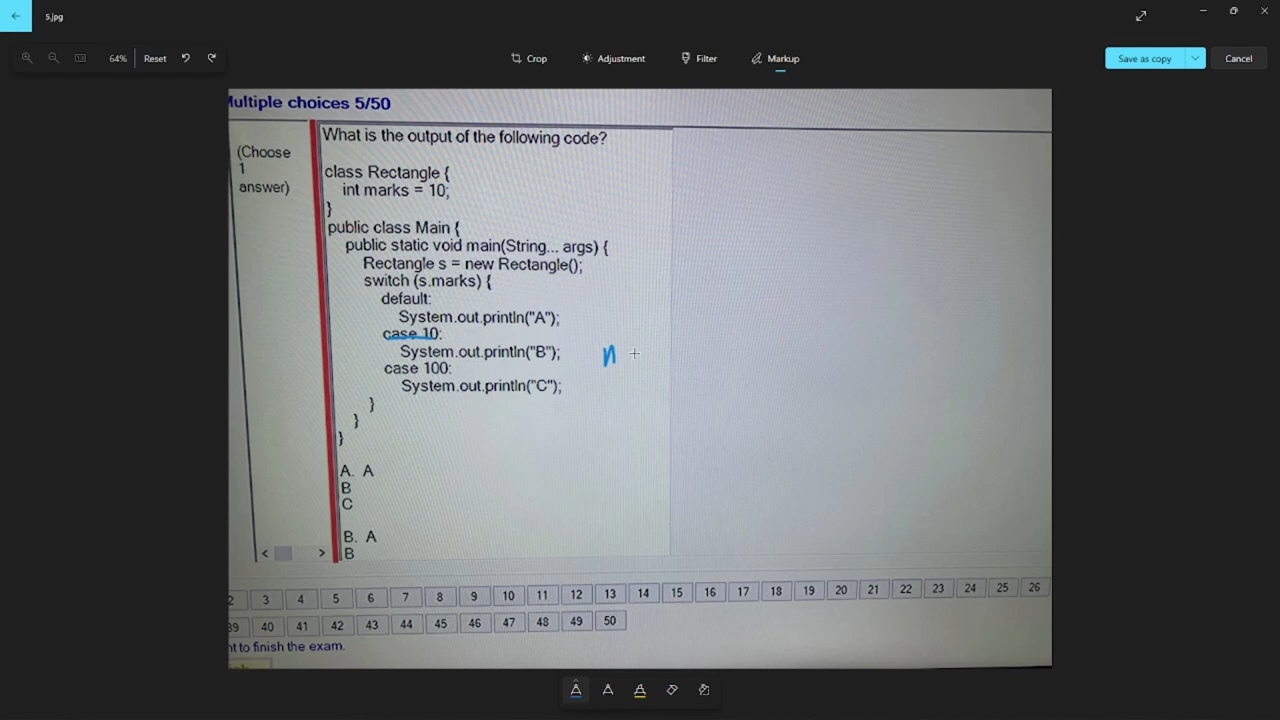 5.jpg
64%
Reset
Crop
Adjustment
Filter
Markup
Save as copy
Cancel
Multiple choices 5/50
(Choose
1
answer)
What is the output of the following code?
class Rectangle {
int marks = 10;
}
public class Main {
public static void main(String... args) {
Rectangle s = new Rectangle();
switch (s.marks) {
default:
System.out.println("A");
case 10:
System.out.println("B");
n
case 100:
System.out.println("C");
}
}
}
A. A
B
C
B. A
B
< >
2 3 4 5 6 7 8 9 10 11 12 13 14 15 16 17 18 19 20 21 22 23 24 25 26
39 40 41 42 43 44 45 46 47 48 49 50
nt to finish the exam.